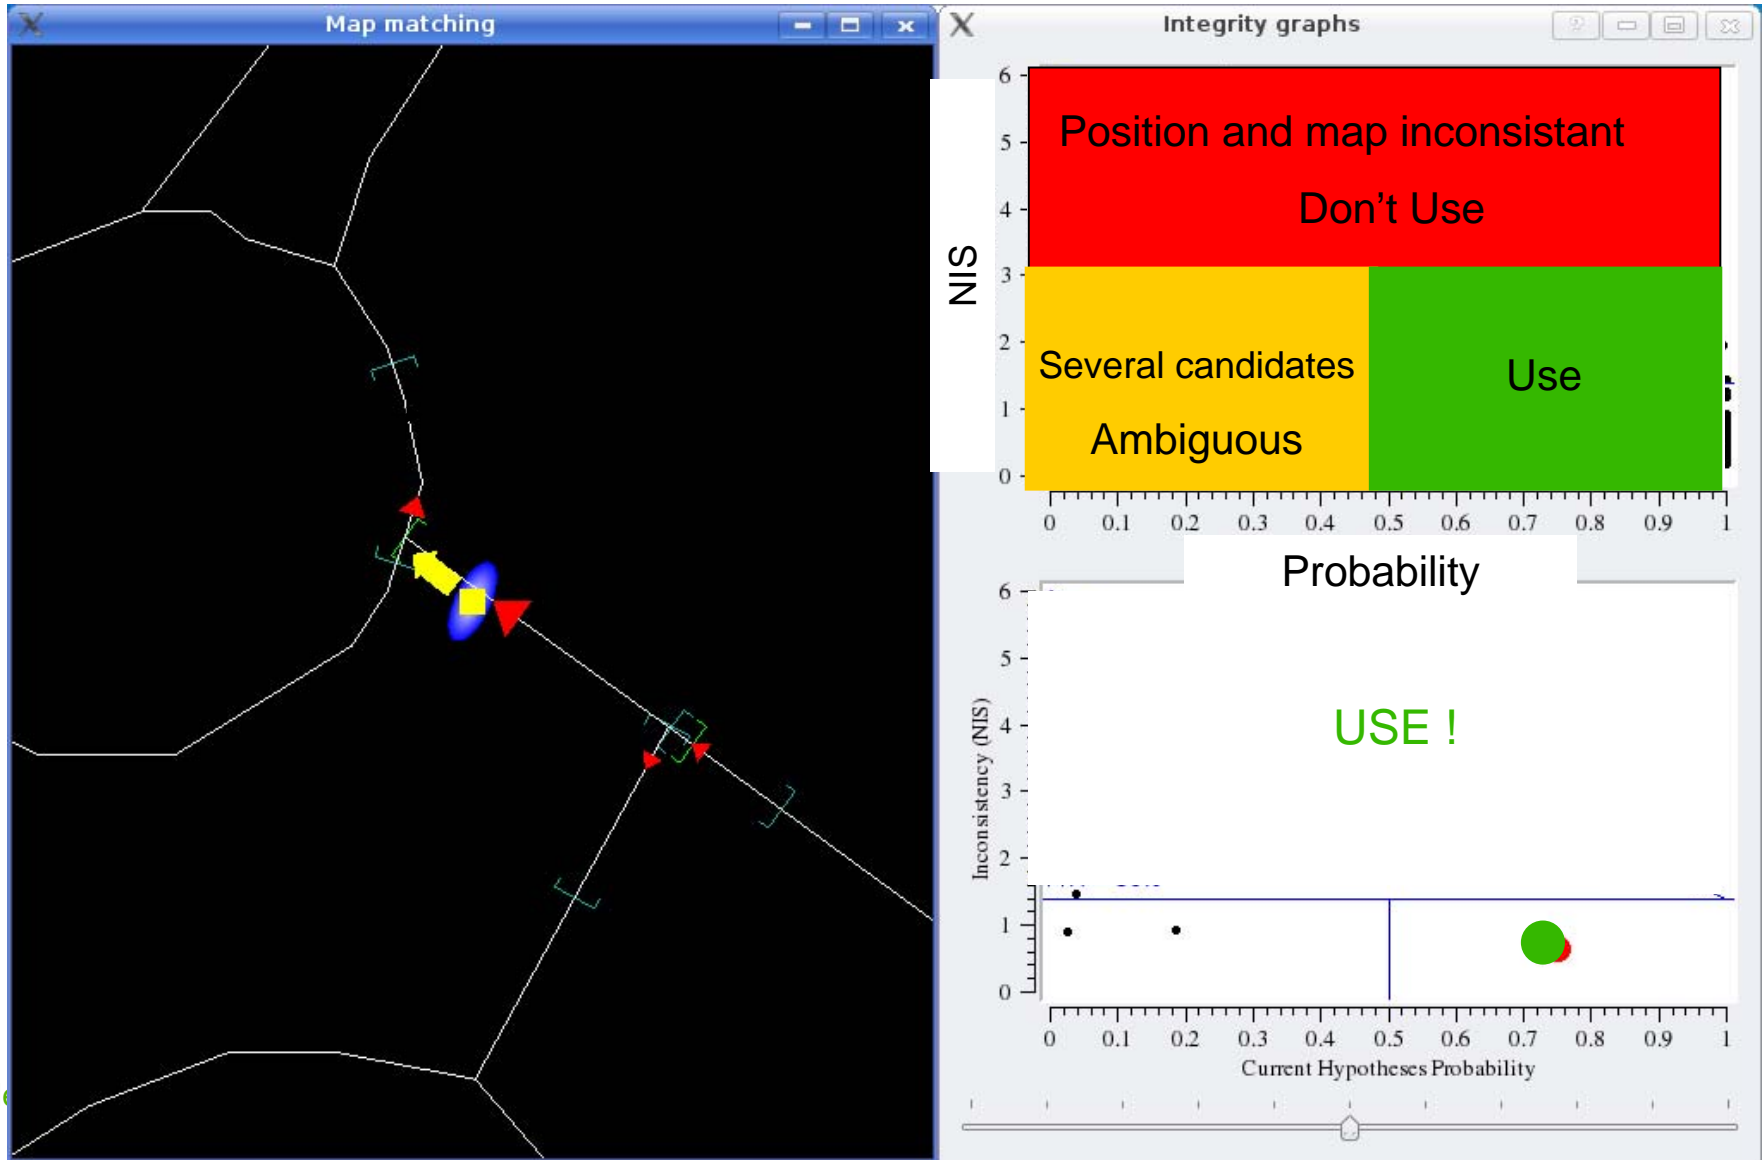 Map matching
Integrity graphs
6
Position and map inconsistant
5
Don't Use
4
NIS
3
2
Several candidates
Use
1
Ambiguous
0
0 0.1 0.2 0.3 0.4 0.5 0.6 0.7 0.8 0.9 1
Probability
6
5
USE !
4
Inconsistency (NIS)
3
2
1
0
0 0.1 0.2 0.3 0.4 0.5 0.6 0.7 0.8 0.9 1
Current Hypotheses Probability